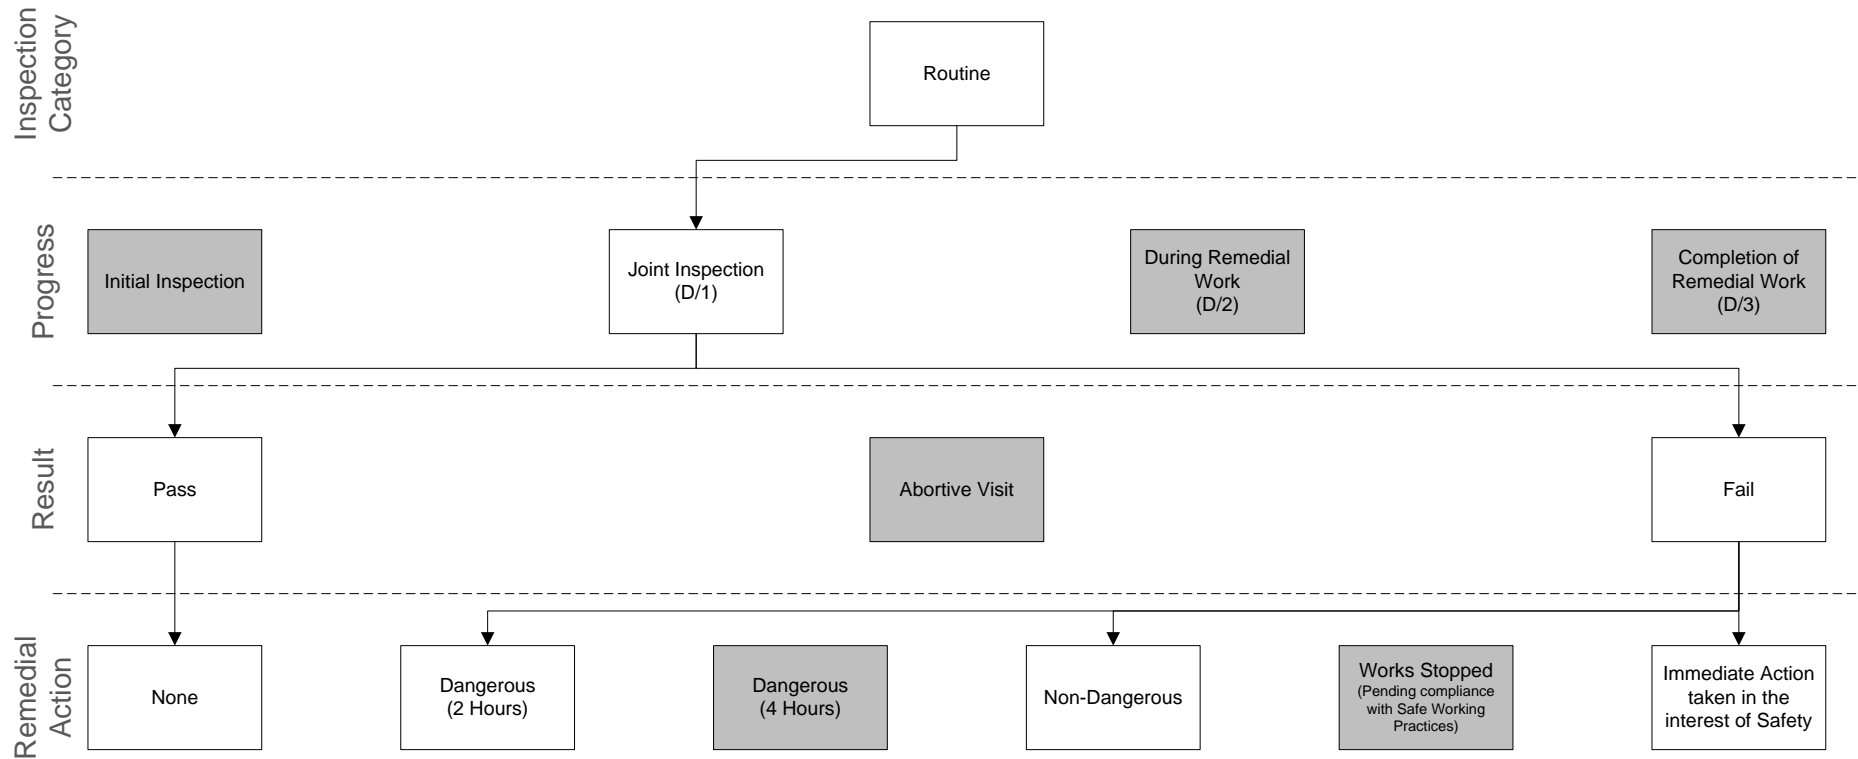 Inspection
Category
Routine
Progress
Initial Inspection
Joint Inspection
(D/1)
During Remedial
Work
(D/2)
Completion of
Remedial Work
(D/3)
Result
Pass
Abortive Visit
Fail
Remedial
Action
None
Dangerous
(2 Hours)
Dangerous
(4 Hours)
Non-Dangerous
Works Stopped
(Pending compliance
with Safe Working
Practices)
Immediate Action
taken in the
interest of Safety